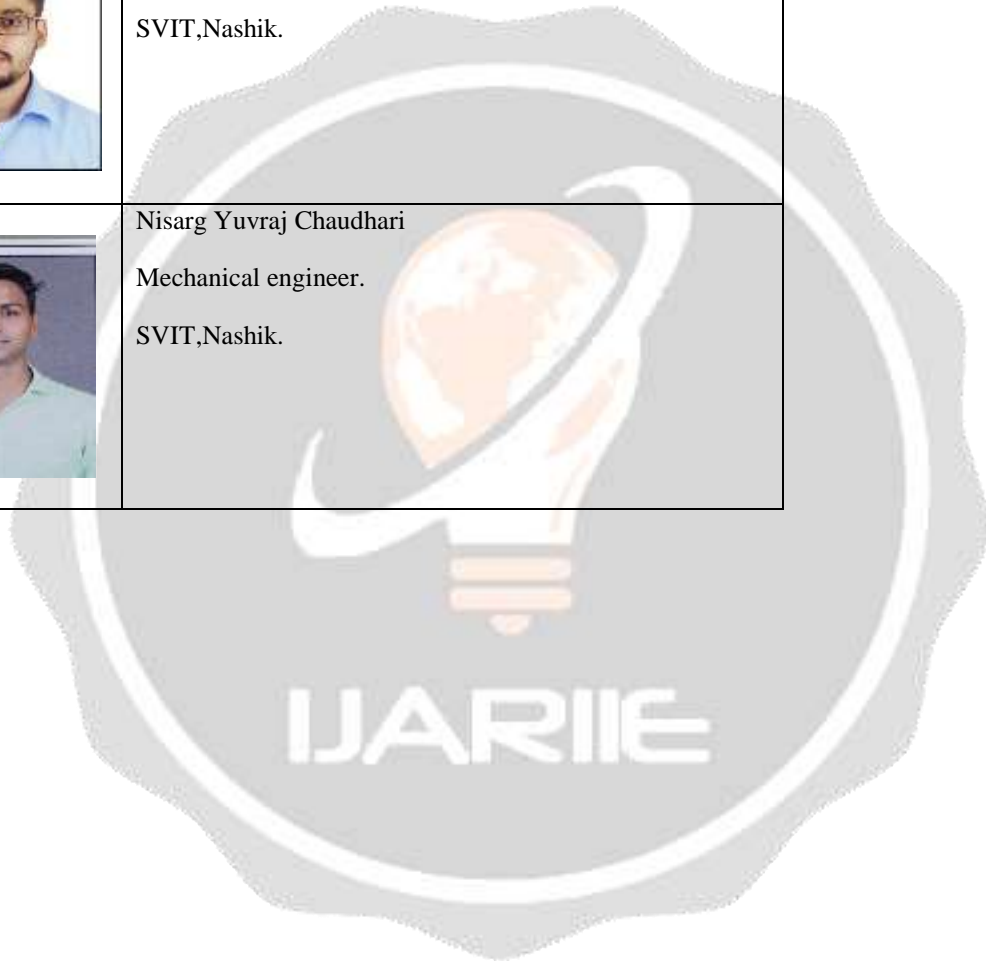 SVIT,Nashik.
Nisarg Yuvraj Chaudhari
Mechanical engineer.
SVIT,Nashik.
IJARIIE